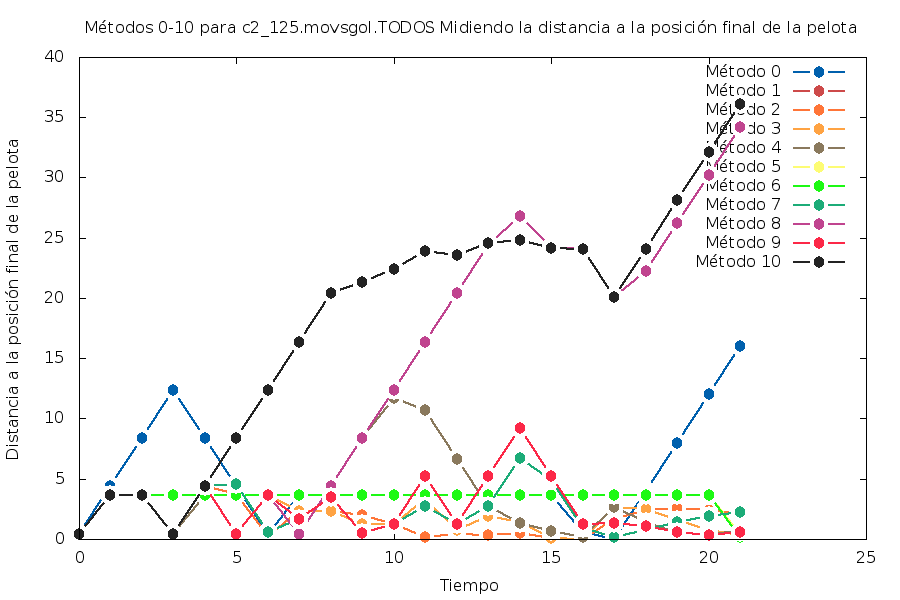 Métodos 0-10 para c2_125.movsgol.TODOS Midiendo la distancia a la posición final de la pelota
40
35
30
25
20
15
10
5
0
Distancia a la posición final de la pelota
Método 0
Método 1
Método 2
Método 3
Método 4
Método 5
Método 6
Método 7
Método 8
Método 9
Método 10
0
5
10
15
20
25
Tiempo